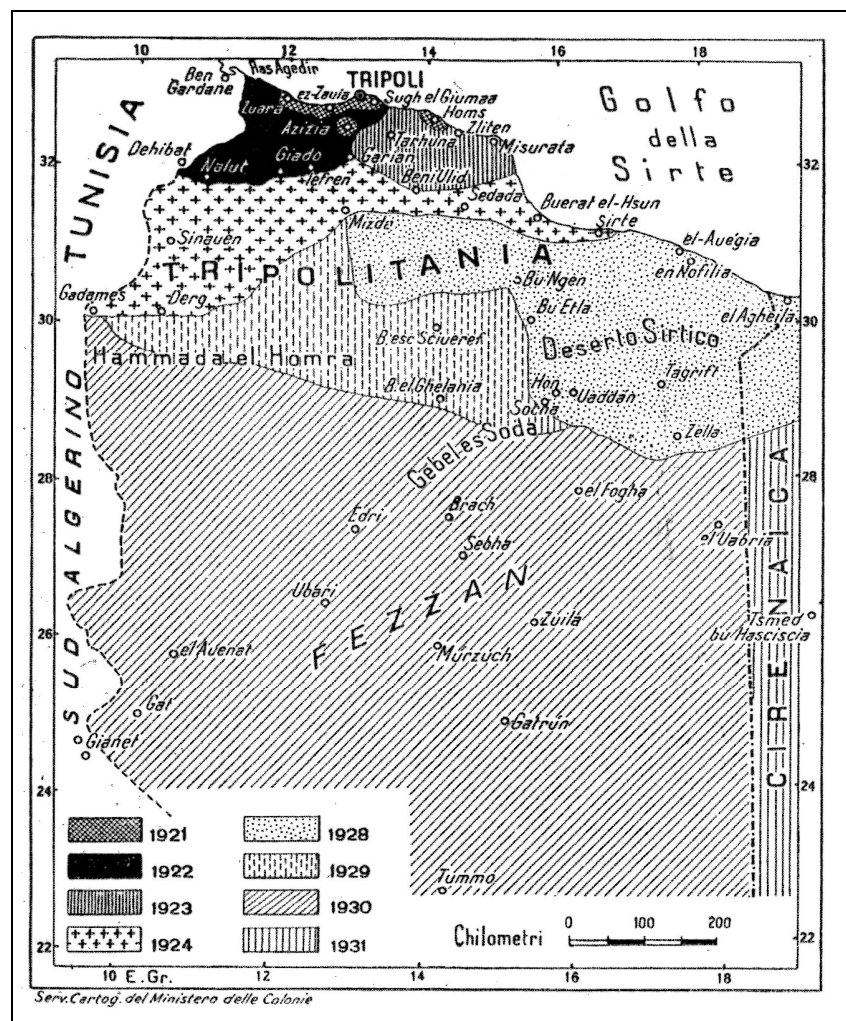 10 12 14 16 18
Ben Gardane
Ras Agedir
TRIPOLI
ez-Zauia
Sugh el Giumaa
Zuara
Homs
Azizia
Zliten
Golfo
della
Sirte
Tarhuna
Misurata
32
32
Dehibat
Nalut
Giado
Garian
Iefren
Beni Ulid
Sedada
Buerat el-Hsun
Sirte
Mizde
TUNISIA
Sinauen
TRIPOLITANIA
el-Auegia
en Nofilia
Bu Ngen
Gadames
Derg
Bu Etla
el Agheila
30
30
B. esc Sciueref
Deserto Sirtico
Hammada el Homra
Tagrift
B. el Ghelania
Hon
Uaddan
Socna
Zella
Gebel es Soda
28
28
el Fogha
Brach
Edri
el Uabria
Sebha
SUD ALGERINO
Ubari
FEZZAN
Zuila
26
26
Tsmed
bu Hasciscia
el Auenat
Murzuch
CIRENAICA
Gat
Gatrun
Gianet
24
24
1921
1922
1923
1924
1928
1929
1930
1931
Tummo
Chilometri
0 100 200
22
22
10 E. Gr. 12 14 16 18
Serv. Cartog. del Ministero delle Colonie